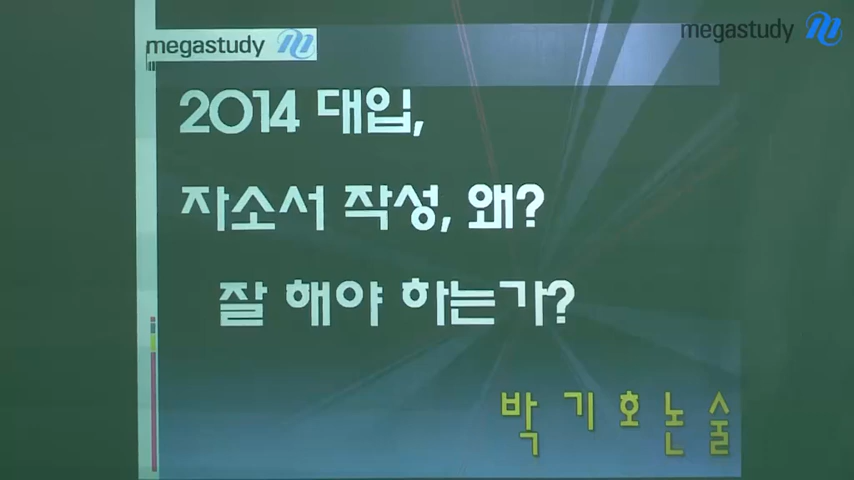 megastudy
megastudy
2014 대입,
자소서 작성, 왜?
잘 해야 하는가?
박기호논술